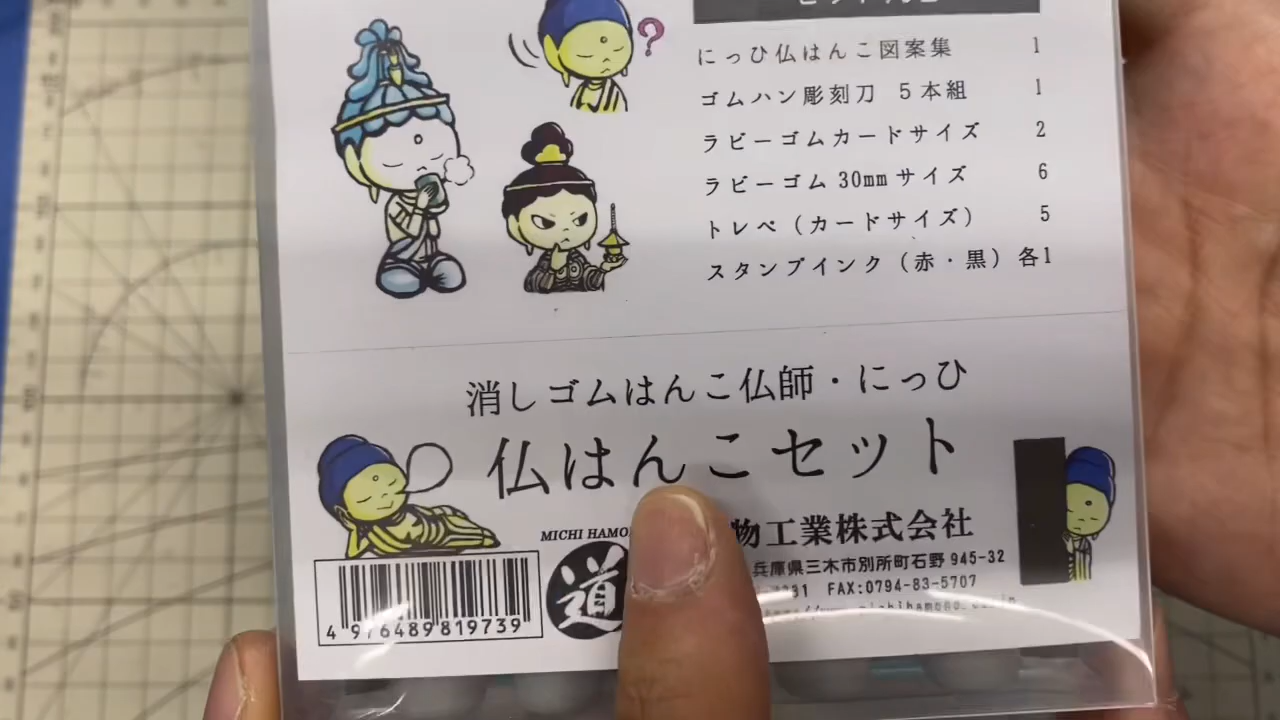 ?
にっひ仏はんこ図案集 1
ゴムハン彫刻刀 5本組 1
ラビーゴムカードサイズ 2
ラビーゴム 30mm サイズ 6
トレペ（カードサイズ） 5
スタンプインク（赤・黒）各1
消しゴムはんこ仏師・にっひ
仏はんこセット
MICHI HAMO
道
物工業株式会社
兵庫県三木市別所町石野 945-32
FAX:0794-83-5707
4976489819739